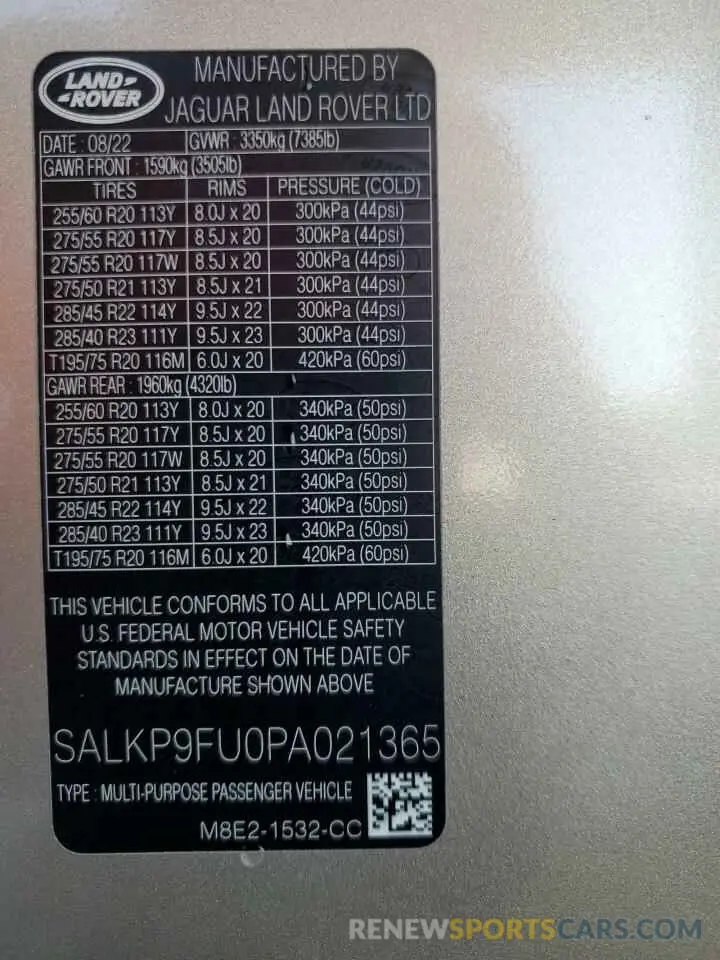 LAND
ROVER
MANUFACTURED BY
JAGUAR LAND ROVER LTD
DATE : 08/22 GVWR : 3350kg (7385lb)
GAWR FRONT : 1590kg (3505lb)
TIRES RIMS PRESSURE (COLD)
255/60 R20 113Y 8.0J x 20 300kPa (44psi)
275/55 R20 117Y 8.5J x 20 300kPa (44psi)
275/55 R20 117W 8.5J x 20 300kPa (44psi)
275/50 R21 113Y 8.5J x 21 300kPa (44psi)
285/45 R22 114Y 9.5J x 22 300kPa (44psi)
285/40 R23 111Y 9.5J x 23 300kPa (44psi)
T195/75 R20 116M 6.0J x 20 420kPa (60psi)
GAWR REAR : 1960kg (4320lb)
255/60 R20 113Y 8.0J x 20 340kPa (50psi)
275/55 R20 117Y 8.5J x 20 340kPa (50psi)
275/55 R20 117W 8.5J x 20 340kPa (50psi)
275/50 R21 113Y 8.5J x 21 340kPa (50psi)
285/45 R22 114Y 9.5J x 22 340kPa (50psi)
285/40 R23 111Y 9.5J x 23 340kPa (50psi)
T195/75 R20 116M 6.0J x 20 420kPa (60psi)
THIS VEHICLE CONFORMS TO ALL APPLICABLE
U.S. FEDERAL MOTOR VEHICLE SAFETY
STANDARDS IN EFFECT ON THE DATE OF
MANUFACTURE SHOWN ABOVE
SALKP9FU0PA021365
TYPE : MULTI-PURPOSE PASSENGER VEHICLE
M8E2-1532-CC
RENEWSPORTSCARS.COM